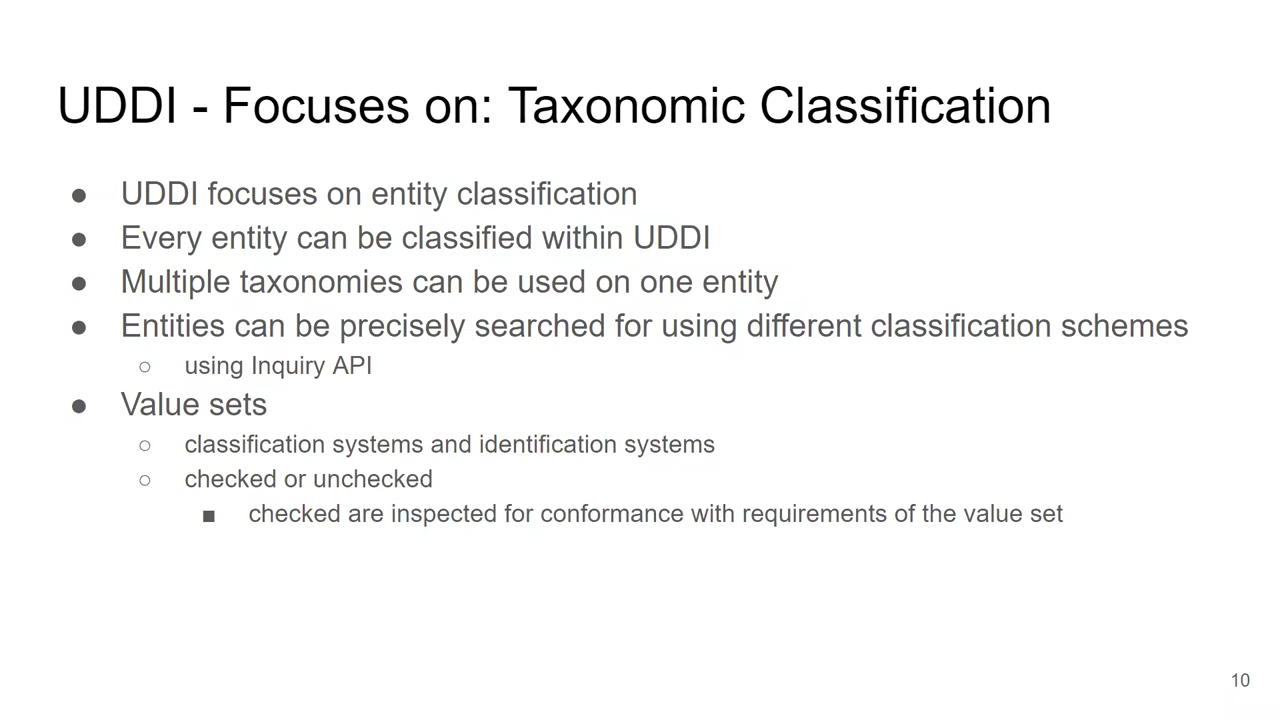 UDDI - Focuses on: Taxonomic Classification
● UDDI focuses on entity classification
● Every entity can be classified within UDDI
● Multiple taxonomies can be used on one entity
● Entities can be precisely searched for using different classification schemes
○ using Inquiry API
● Value sets
○ classification systems and identification systems
○ checked or unchecked
■ checked are inspected for conformance with requirements of the value set
10